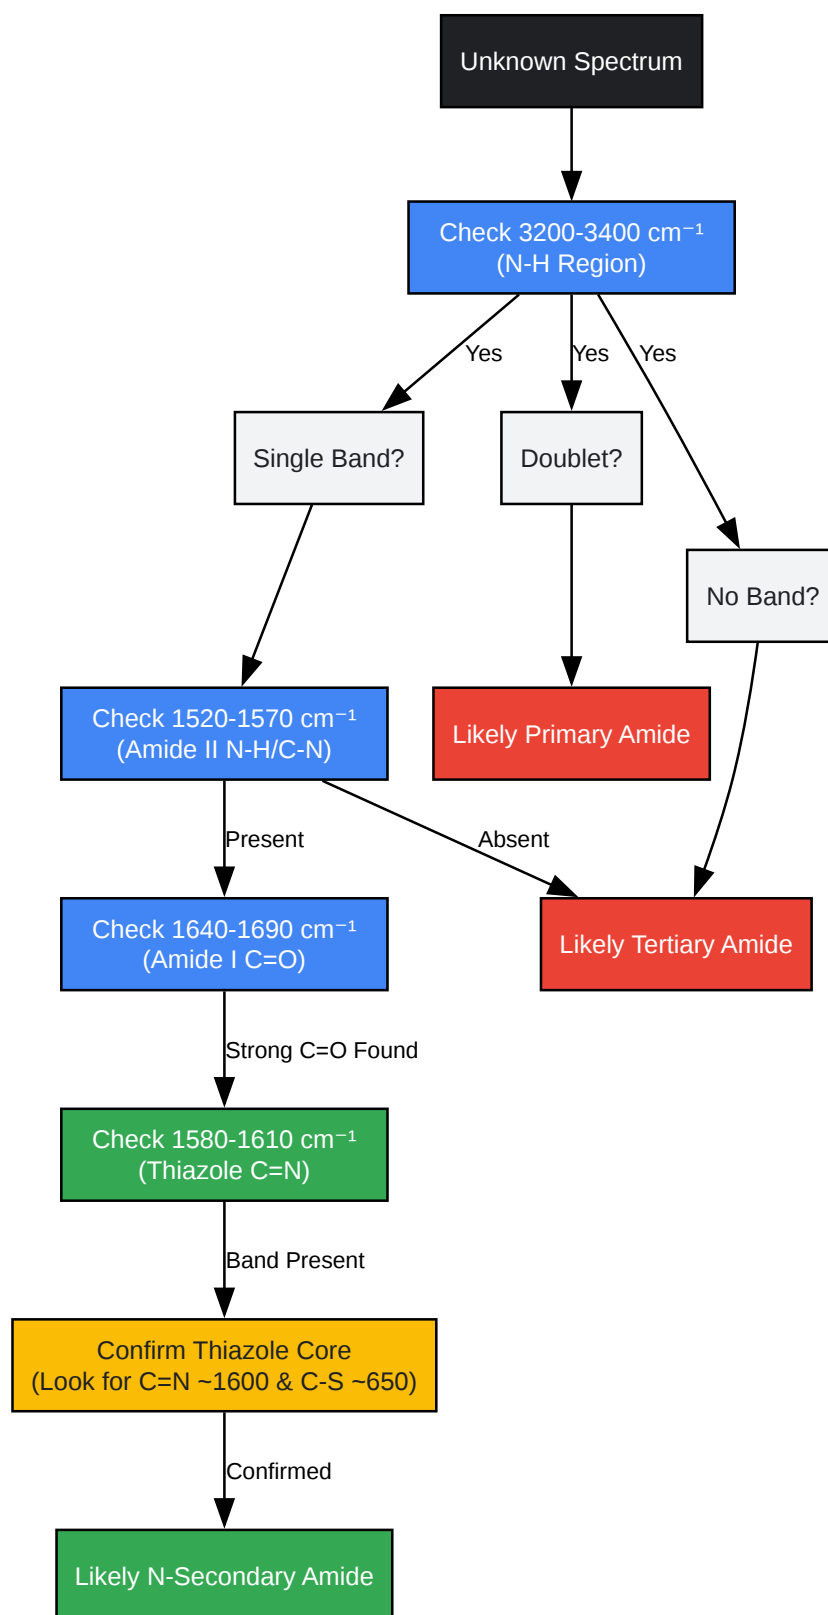 Unknown Spectrum
Check 3200-3400 cm⁻¹
(N-H Region)
Yes
Yes
Yes
Single Band?
Doublet?
No Band?
Check 1520-1570 cm⁻¹
(Amide II N-H/C-N)
Likely Primary Amide
Present
Absent
Check 1640-1690 cm⁻¹
(Amide I C=O)
Likely Tertiary Amide
Strong C=O Found
Check 1580-1610 cm⁻¹
(Thiazole C=N)
Band Present
Confirm Thiazole Core
(Look for C=N ~1600 & C-S ~650)
Confirmed
Likely N-Secondary Amide